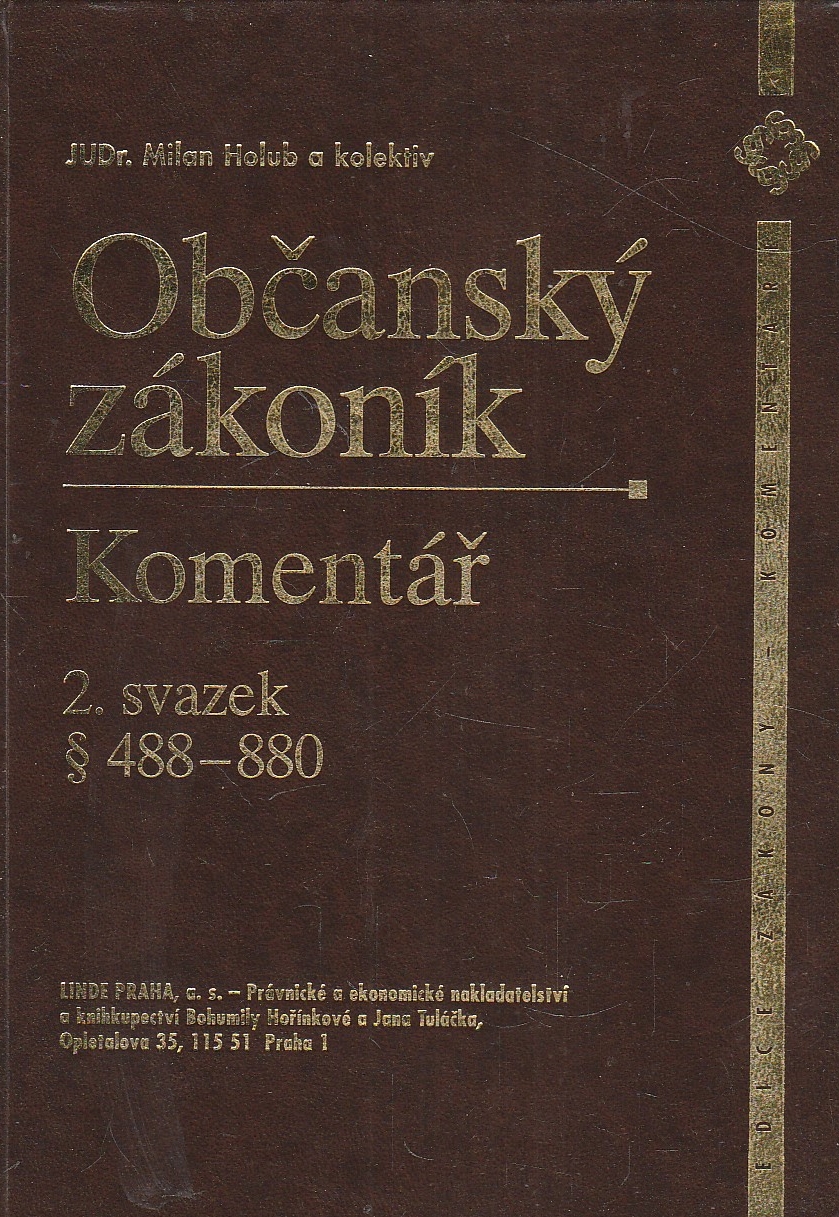 JUDr. Milan Holub a kolektiv
Občanský
zákoník
Komentář
2. svazek
§ 488–880
LINDE PRAHA, a. s. – Právnické a ekonomické nakladatelství
a knihkupectví Bohumily Hořínkové a Jana Tuláčka,
Opletalova 35, 115 51 Praha 1
EDICE ZÁKONY – KOMENTÁŘE